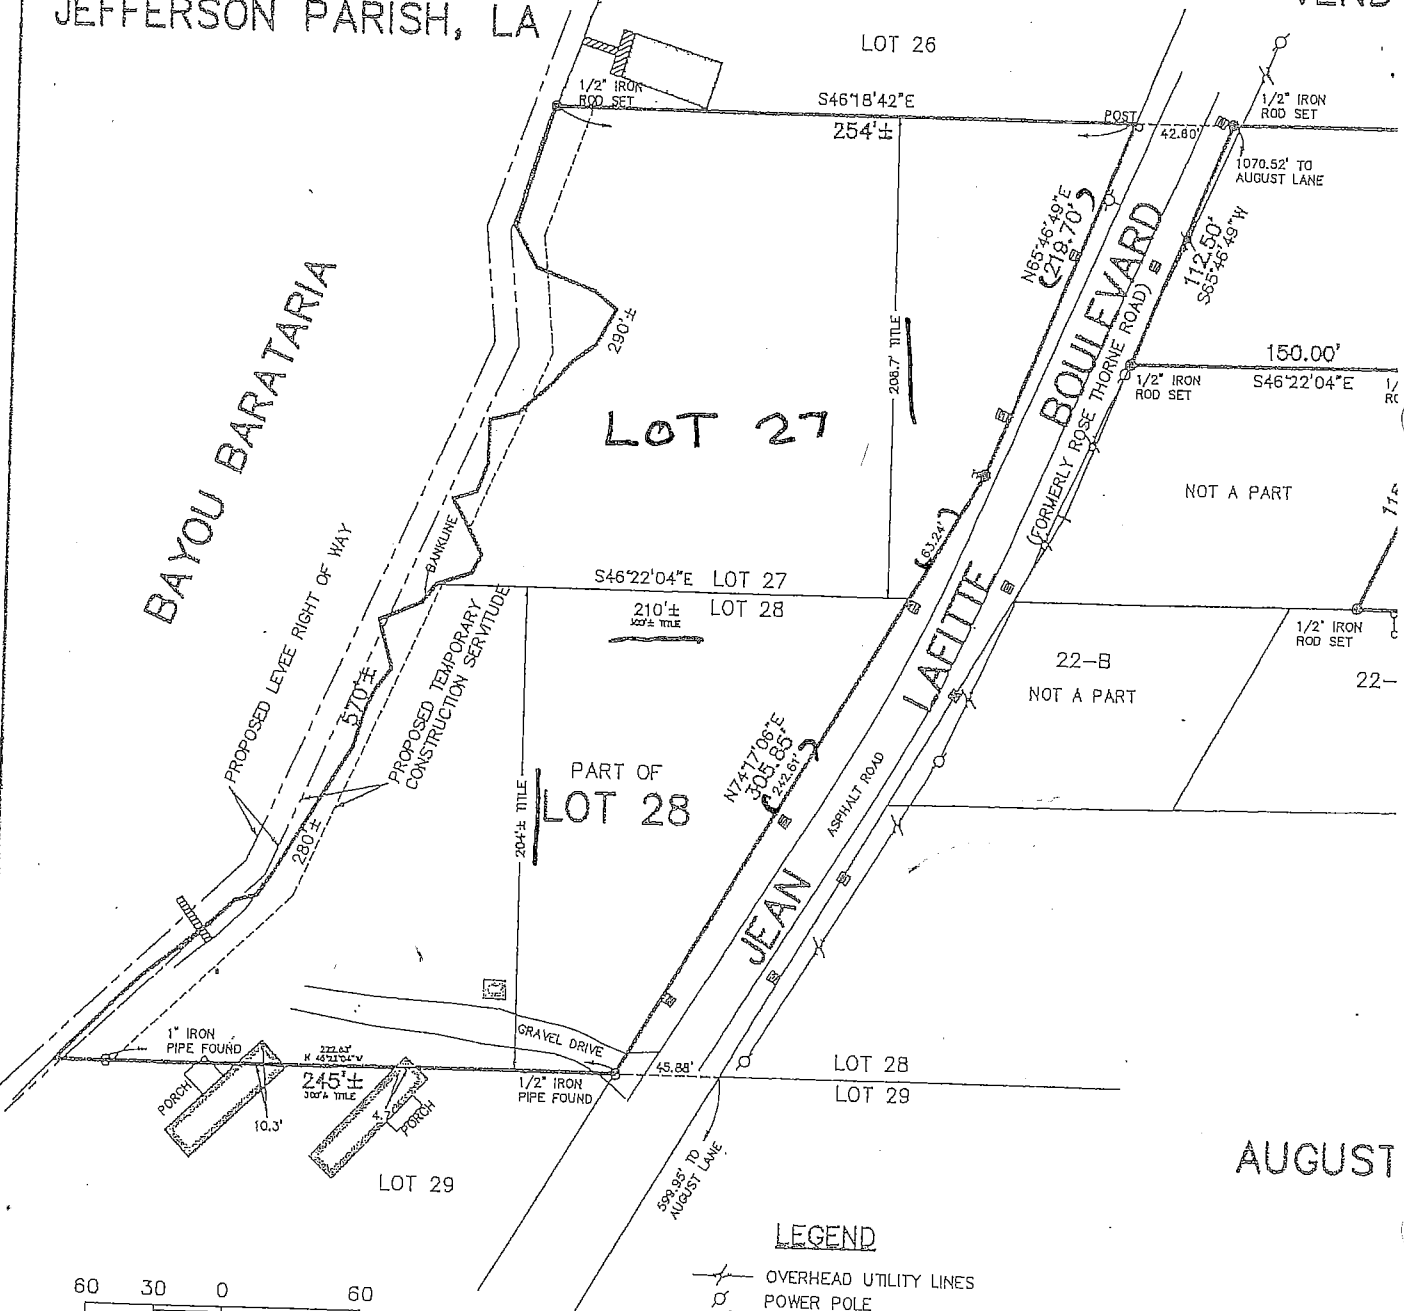 JEFFERSON PARISH, LA
LOT 26
1/2" IRON
ROD SET
S46°18'42"E
254'±
POST
42.80'
1/2" IRON
ROD SET
1070.52' TO
AUGUST LANE
N65°46'49"E
(219.70')
112.50'
S65°46'49"W
BAYOU BARATARIA
290'±
208.7' TITLE
LOT 27
JEAN LAFITTE BOULEVARD
(FORMERLY ROSE THORNE ROAD)
150.00'
S46°22'04"E
1/2" IRON
ROD SET
NOT A PART
BANKLINE
(63.24')
S46°22'04"E LOT 27
210'± LOT 28
300'± TITLE
1/2" IRON
ROD SET
22-B
NOT A PART
22-
PROPOSED LEVEE RIGHT OF WAY
570'±
PROPOSED TEMPORARY
CONSTRUCTION SERVITUDE
280'±
N74°17'06"E
305.85'
(242.61')
PART OF
LOT 28
204'± TITLE
ASPHALT ROAD
GRAVEL DRIVE
1" IRON
PIPE FOUND
222.63'
245'±
300'± TITLE
1/2" IRON
PIPE FOUND
45.88'
LOT 28
LOT 29
PORCH
10.3'
PORCH
LOT 29
599.95' TO
AUGUST LANE
AUGUST
LEGEND
OVERHEAD UTILITY LINES
POWER POLE
60 30 0 60